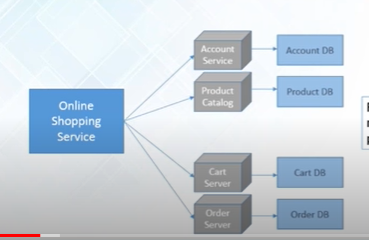 Account
Service
Account DB
Product
Catalog
Product DB
Online
Shopping
Service
Cart
Server
Cart DB
Order
Server
Order DB